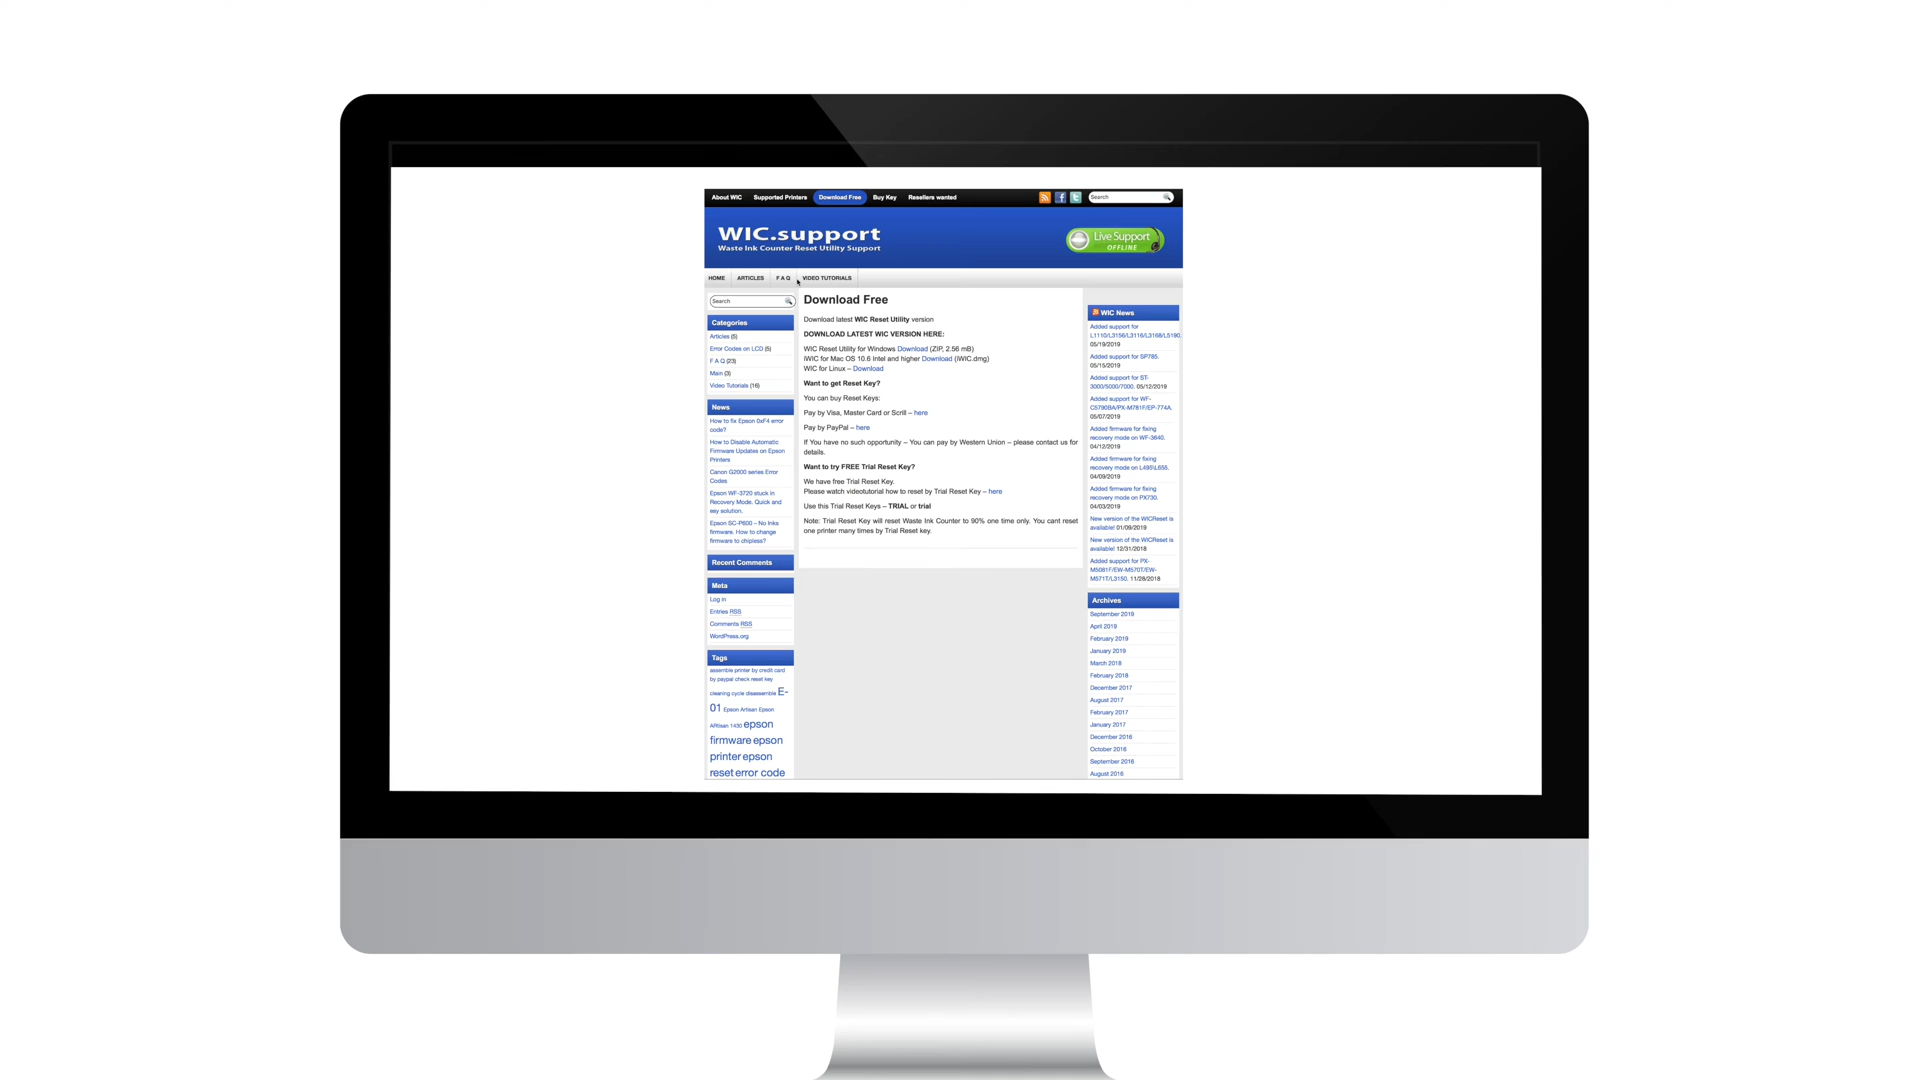 About WIC Supported Printers Download Free Buy Key Resellers wanted Search
WIC.support
Waste Ink Counter Reset Utility Support
Live Support
OFFLINE
HOME ARTICLES F A Q VIDEO TUTORIALS
Search
Categories
Articles (5)
Error Codes on LCD (5)
F A Q (23)
Main (3)
Video Tutorials (16)
News
How to fix Epson 0xF4 error
code?
How to Disable Automatic
Firmware Updates on Epson
Printers
Canon G2000 series Error
Codes
Epson WF-3720 stuck in
Recovery Mode. Quick and
esy solution.
Epson SC-P600 – No Inks
firmware. How to change
firmware to chipless?
Recent Comments
Meta
Log in
Entries RSS
Comments RSS
WordPress.org
Tags
assemble printer by credit card
by paypal check reset key
cleaning cycle disassemble E-
01 Epson Artisan Epson
ARtisan 1430 epson
firmware epson
printer epson
reset error code
Download Free
Download latest WIC Reset Utility version
DOWNLOAD LATEST WIC VERSION HERE:
WIC Reset Utility for Windows Download (ZIP, 2.56 mB)
iWIC for Mac OS 10.6 Intel and higher Download (iWIC.dmg)
WIC for Linux – Download
Want to get Reset Key?
You can buy Reset Keys:
Pay by Visa, Master Card or Scrill – here
Pay by PayPal – here
If You have no such opportunity – You can pay by Western Union – please contact us for
details.
Want to try FREE Trial Reset Key?
We have free Trial Reset Key.
Please watch videotutorial how to reset by Trial Reset Key – here
Use this Trial Reset Keys – TRIAL or trial
Note: Trial Reset Key will reset Waste Ink Counter to 90% one time only. You cant reset
one printer many times by Trial Reset key.
WIC News
Added support for
L1110/L3156/L3116/L3168/L5190.
05/19/2019
Added support for SP785.
05/15/2019
Added support for ST-
3000/5000/7000. 05/12/2019
Added support for WF-
C5790BA/PX-M781F/EP-774A.
05/07/2019
Added firmware for fixing
recovery mode on WF-3640.
04/12/2019
Added firmware for fixing
recovery mode on L495\L655.
04/09/2019
Added firmware for fixing
recovery mode on PX730.
04/03/2019
New version of the WICReset is
available! 01/09/2019
New version of the WICReset is
available! 12/31/2018
Added support for PX-
M5081F/EW-M570T/EW-
M571T/L3150. 11/28/2018
Archives
September 2019
April 2019
February 2019
January 2019
March 2018
February 2018
December 2017
August 2017
February 2017
January 2017
December 2016
October 2016
September 2016
August 2016